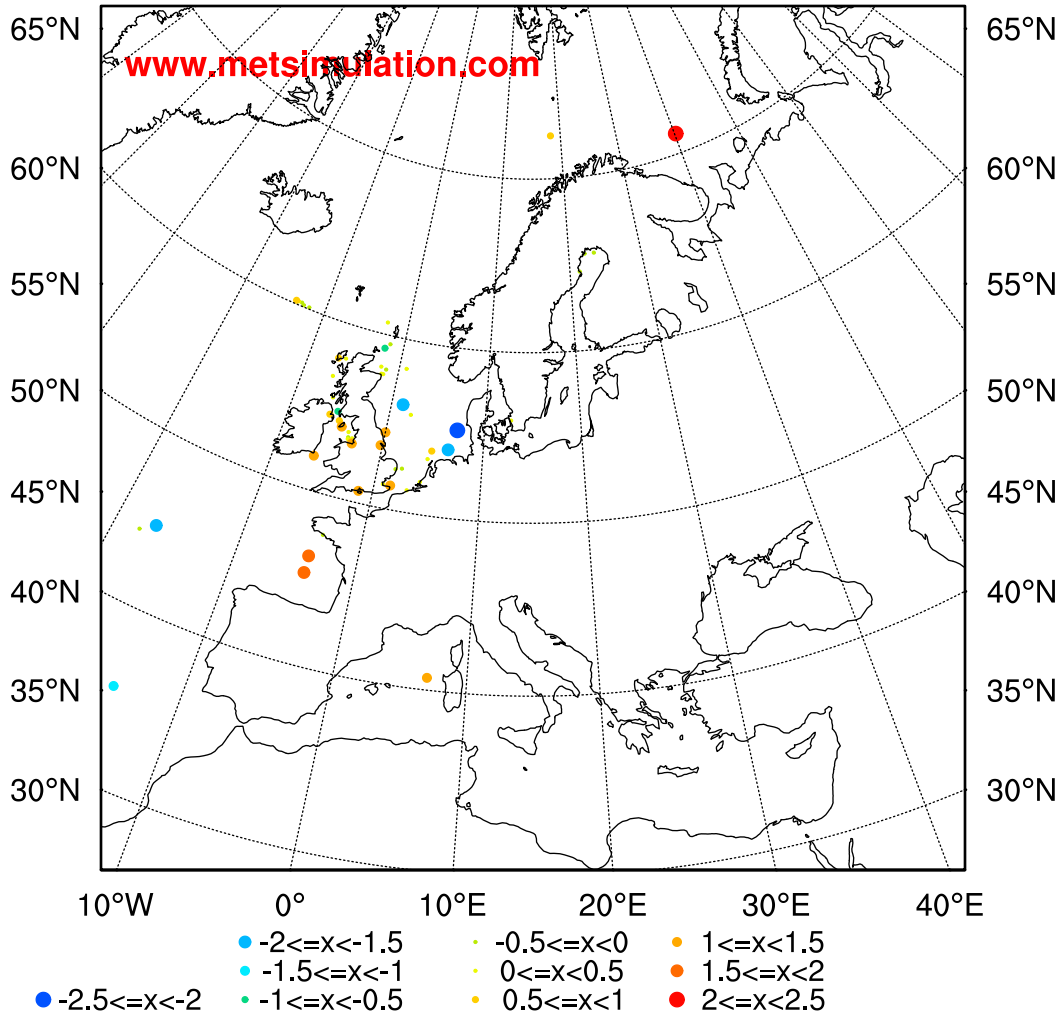 65°N 65°N
www.metsimulation.com
60°N 60°N
55°N 55°N
50°N 50°N
45°N 45°N
40°N 40°N
35°N 35°N
30°N 30°N
10°W 0° 10°E 20°E 30°E 40°E
-2<=x<-1.5 -0.5<=x<0 1<=x<1.5
-1.5<=x<-1 0<=x<0.5 1.5<=x<2
-2.5<=x<-2 -1<=x<-0.5 0.5<=x<1 2<=x<2.5